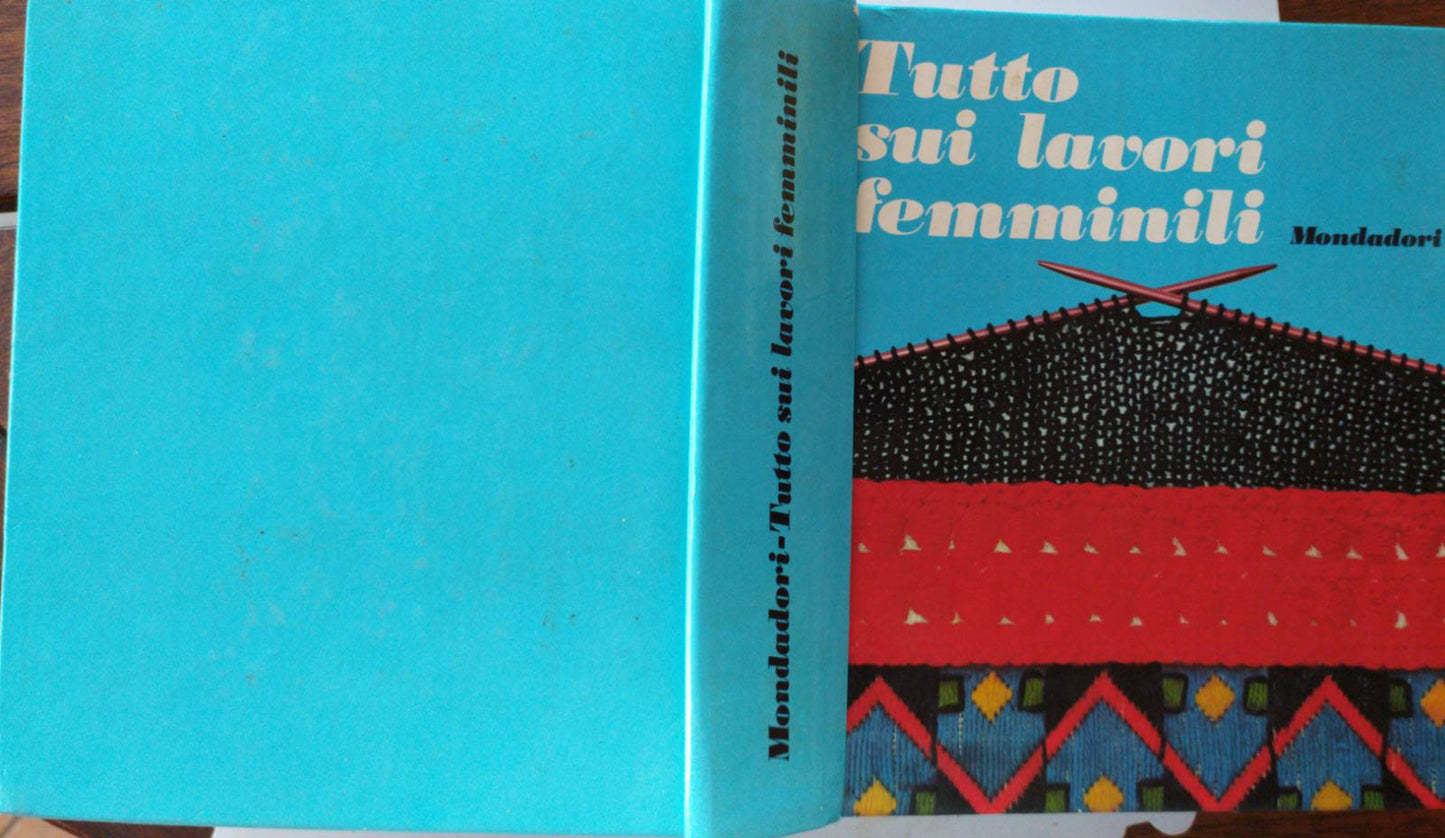 Mondadori-Tutto sui lavori femminili
Tutto
sui lavori
femminili
Mondadori